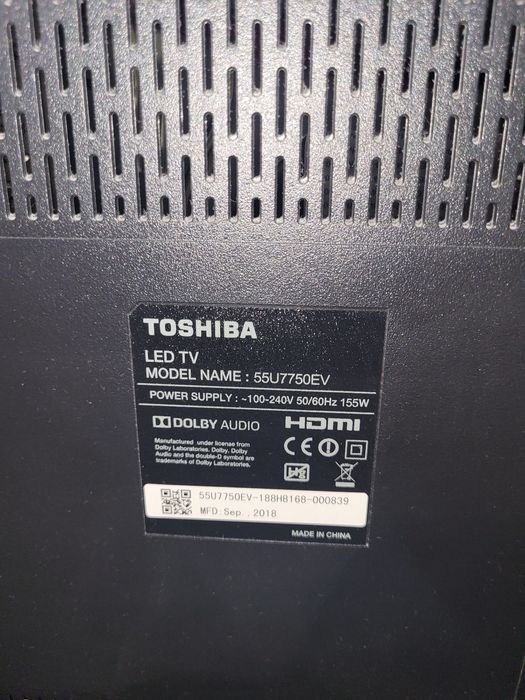 TOSHIBA
LED TV
MODEL NAME : 55U7750EV
POWER SUPPLY : ~100-240V 50/60Hz 155W
DOLBY AUDIO HDMI
Manufactured under license from
Dolby Laboratories. Dolby, Dolby
Audio and the double-D symbol are
trademarks of Dolby Laboratories.
CE
55U7750EV-188H8168-000839
MFD:Sep., 2018
MADE IN CHINA